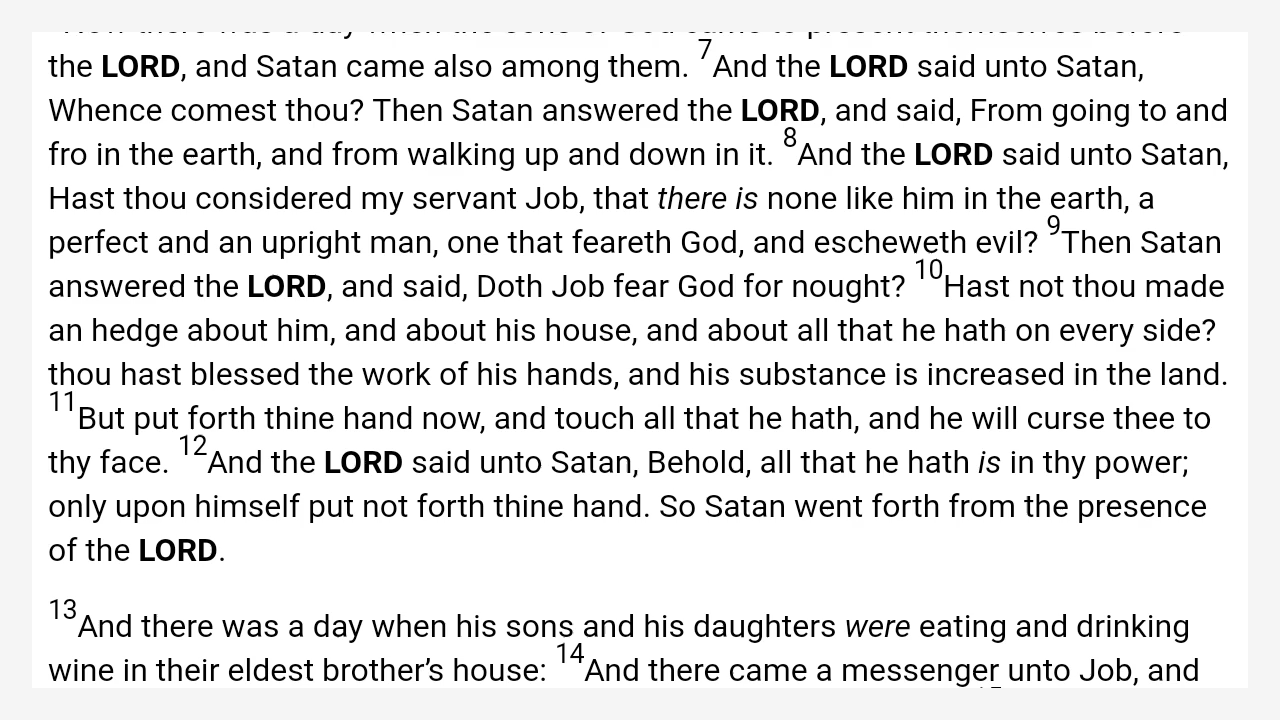 the LORD, and Satan came also among them. 7And the LORD said unto Satan,
Whence comest thou? Then Satan answered the LORD, and said, From going to and
fro in the earth, and from walking up and down in it. 8And the LORD said unto Satan,
Hast thou considered my servant Job, that there is none like him in the earth, a
perfect and an upright man, one that feareth God, and escheweth evil? 9Then Satan
answered the LORD, and said, Doth Job fear God for nought? 10Hast not thou made
an hedge about him, and about his house, and about all that he hath on every side?
thou hast blessed the work of his hands, and his substance is increased in the land.
11But put forth thine hand now, and touch all that he hath, and he will curse thee to
thy face. 12And the LORD said unto Satan, Behold, all that he hath is in thy power;
only upon himself put not forth thine hand. So Satan went forth from the presence
of the LORD.
13And there was a day when his sons and his daughters were eating and drinking
wine in their eldest brother’s house: 14And there came a messenger unto Job, and